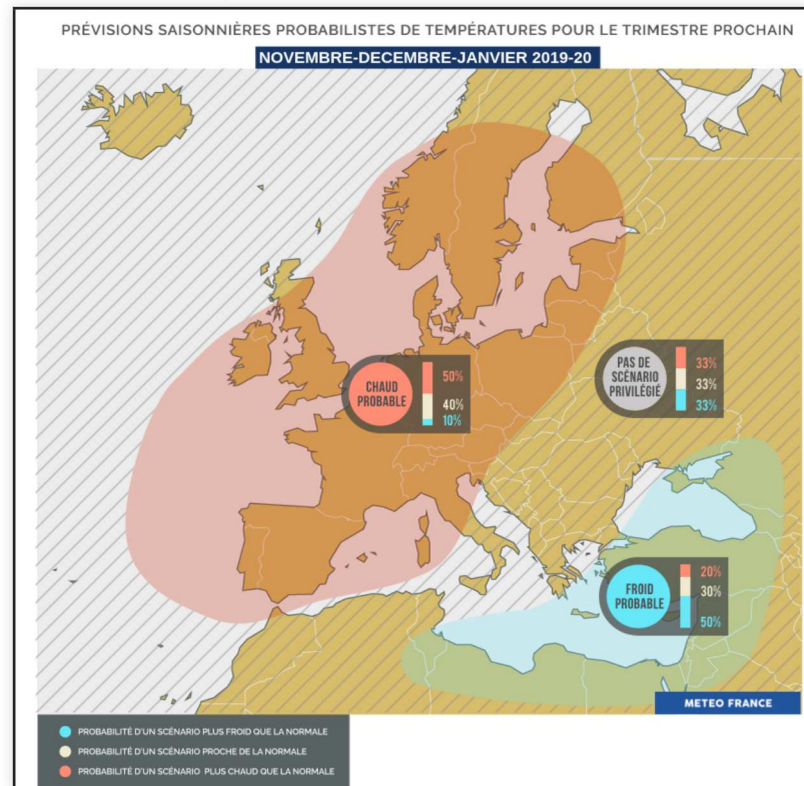 PRÉVISIONS SAISONNIÈRES PROBABILISTES DE TEMPÉRATURES POUR LE TRIMESTRE PROCHAIN
NOVEMBRE-DECEMBRE-JANVIER 2019-20
CHAUD
PROBABLE
50%
40%
10%
PAS DE
SCÉNARIO
PRIVILÉGIÉ
33%
33%
33%
FROID
PROBABLE
20%
30%
50%
METEO FRANCE
PROBABILITÉ D'UN SCÉNARIO PLUS FROID QUE LA NORMALE
PROBABILITÉ D'UN SCÉNARIO PROCHE DE LA NORMALE
PROBABILITÉ D'UN SCÉNARIO PLUS CHAUD QUE LA NORMALE